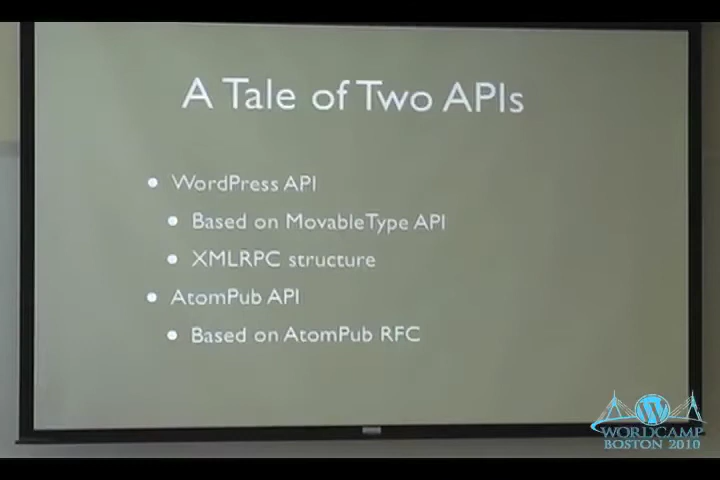 A Tale of Two APIs
WordPress API
Based on MovableType API
XMLRPC structure
AtomPub API
Based on AtomPub RFC
WORDCAMP
BOSTON 2010